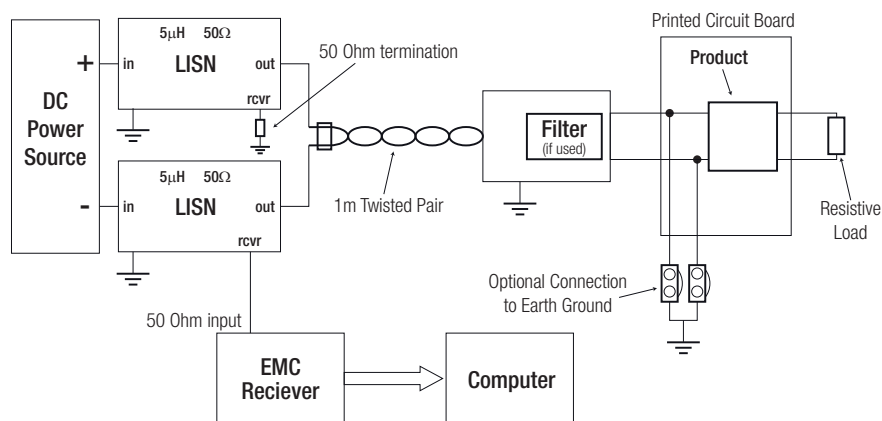 Printed Circuit Board
5µH 50Ω
LISN
in
out
rcvr
50 Ohm termination
+
DC
Power
Source
-
Product
Filter
(if used)
5µH 50Ω
LISN
in
out
rcvr
1m Twisted Pair
Resistive
Load
Optional Connection
to Earth Ground
50 Ohm input
EMC
Reciever
Computer